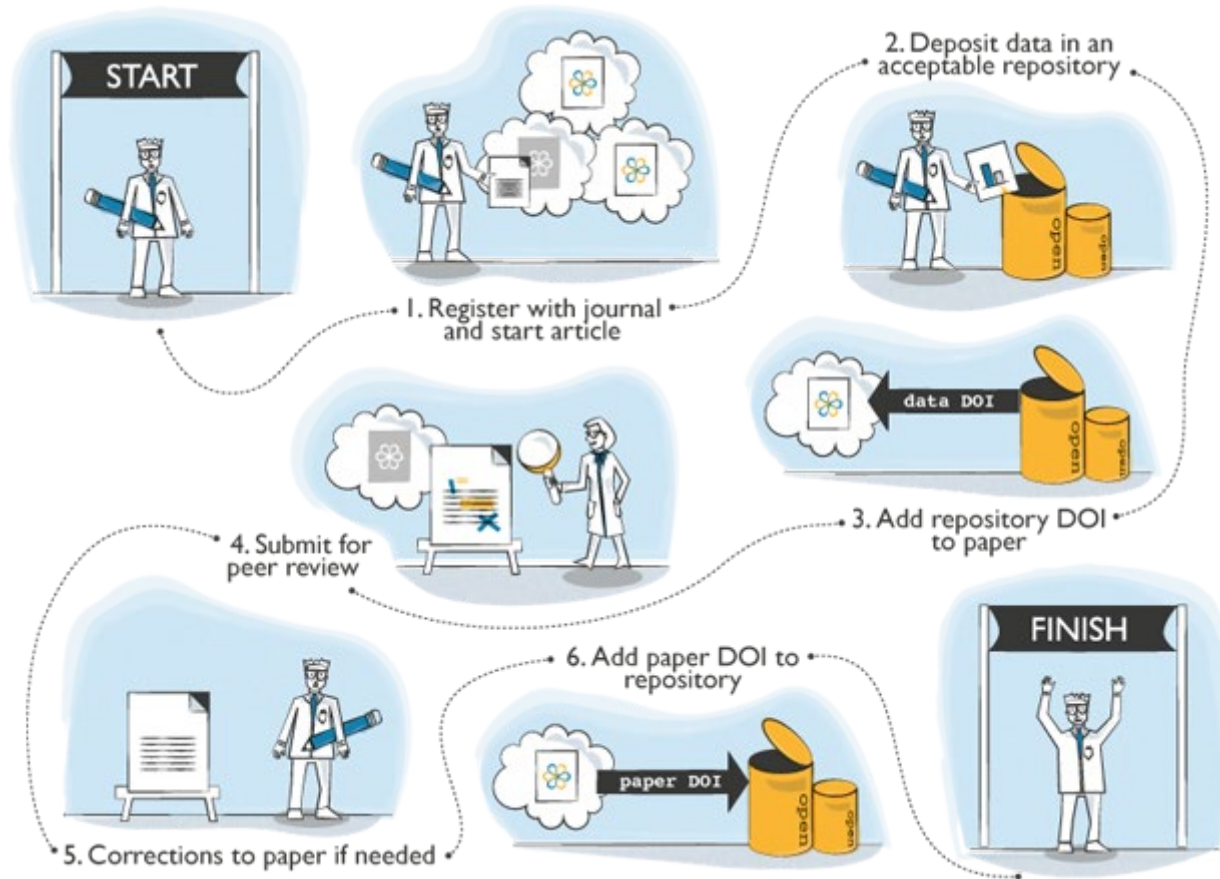 START
1. Register with journal
and start article
2. Deposit data in an
acceptable repository
open
open
data DOI
open
open
3. Add repository DOI
to paper
4. Submit for
peer review
5. Corrections to paper if needed
6. Add paper DOI to
repository
paper DOI
open
open
FINISH